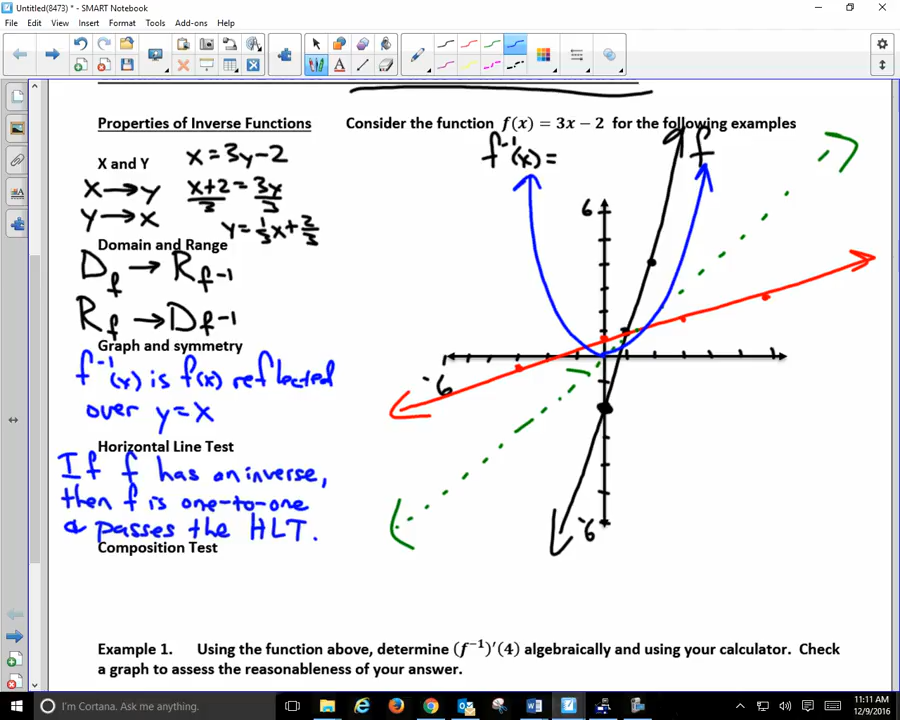 Untitled(8473) * - SMART Notebook
File Edit View Insert Format Tools Add-ons Help
Properties of Inverse Functions
Consider the function f(x) = 3x − 2 for the following examples
f⁻¹(x) =
f
X and Y
x = 3y − 2
X → Y
x+2 = 3y
3 3
Y → X
y = 1/3x + 2/3
Domain and Range
D_f → R_f-1
R_f → D_f-1
Graph and symmetry
f⁻¹(x) is f(x) reflected
over y = x
Horizontal Line Test
If f has an inverse,
then f is one-to-one
& passes the HLT.
Composition Test
6
-6
-6
Example 1. Using the function above, determine (f⁻¹)′(4) algebraically and using your calculator. Check
a graph to assess the reasonableness of your answer.
I'm Cortana. Ask me anything.
11:11 AM
12/9/2016